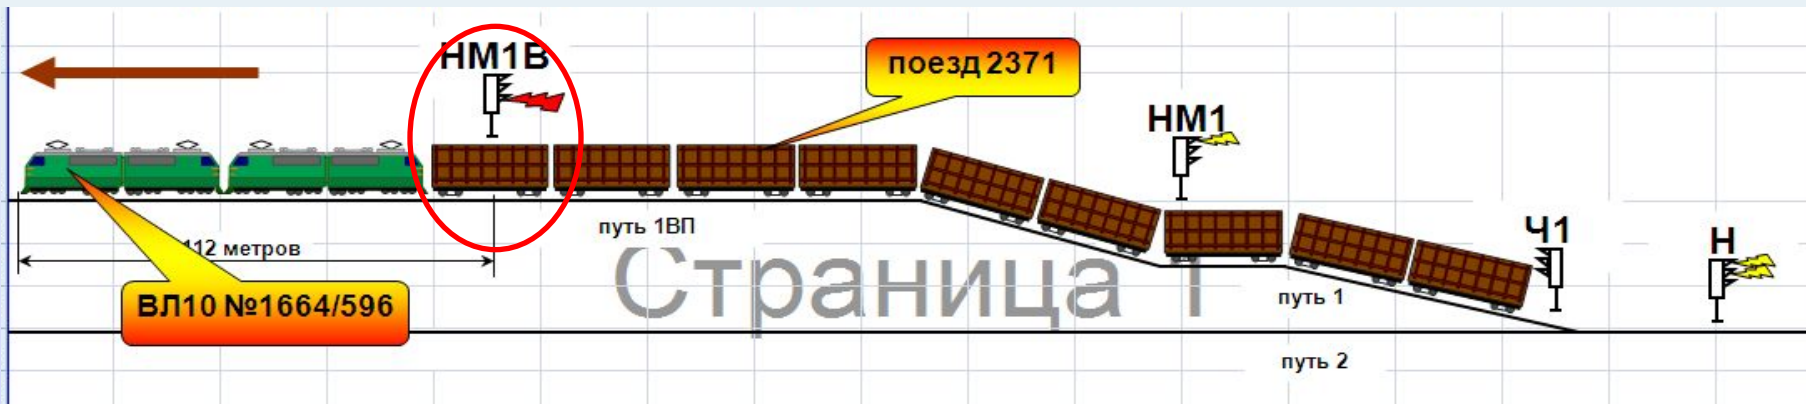 НМ1В
поезд 2371
НМ1
путь 1ВП
Ч1
Н
112 метров
Страница 1
путь 1
ВЛ10 №1664/596
путь 2